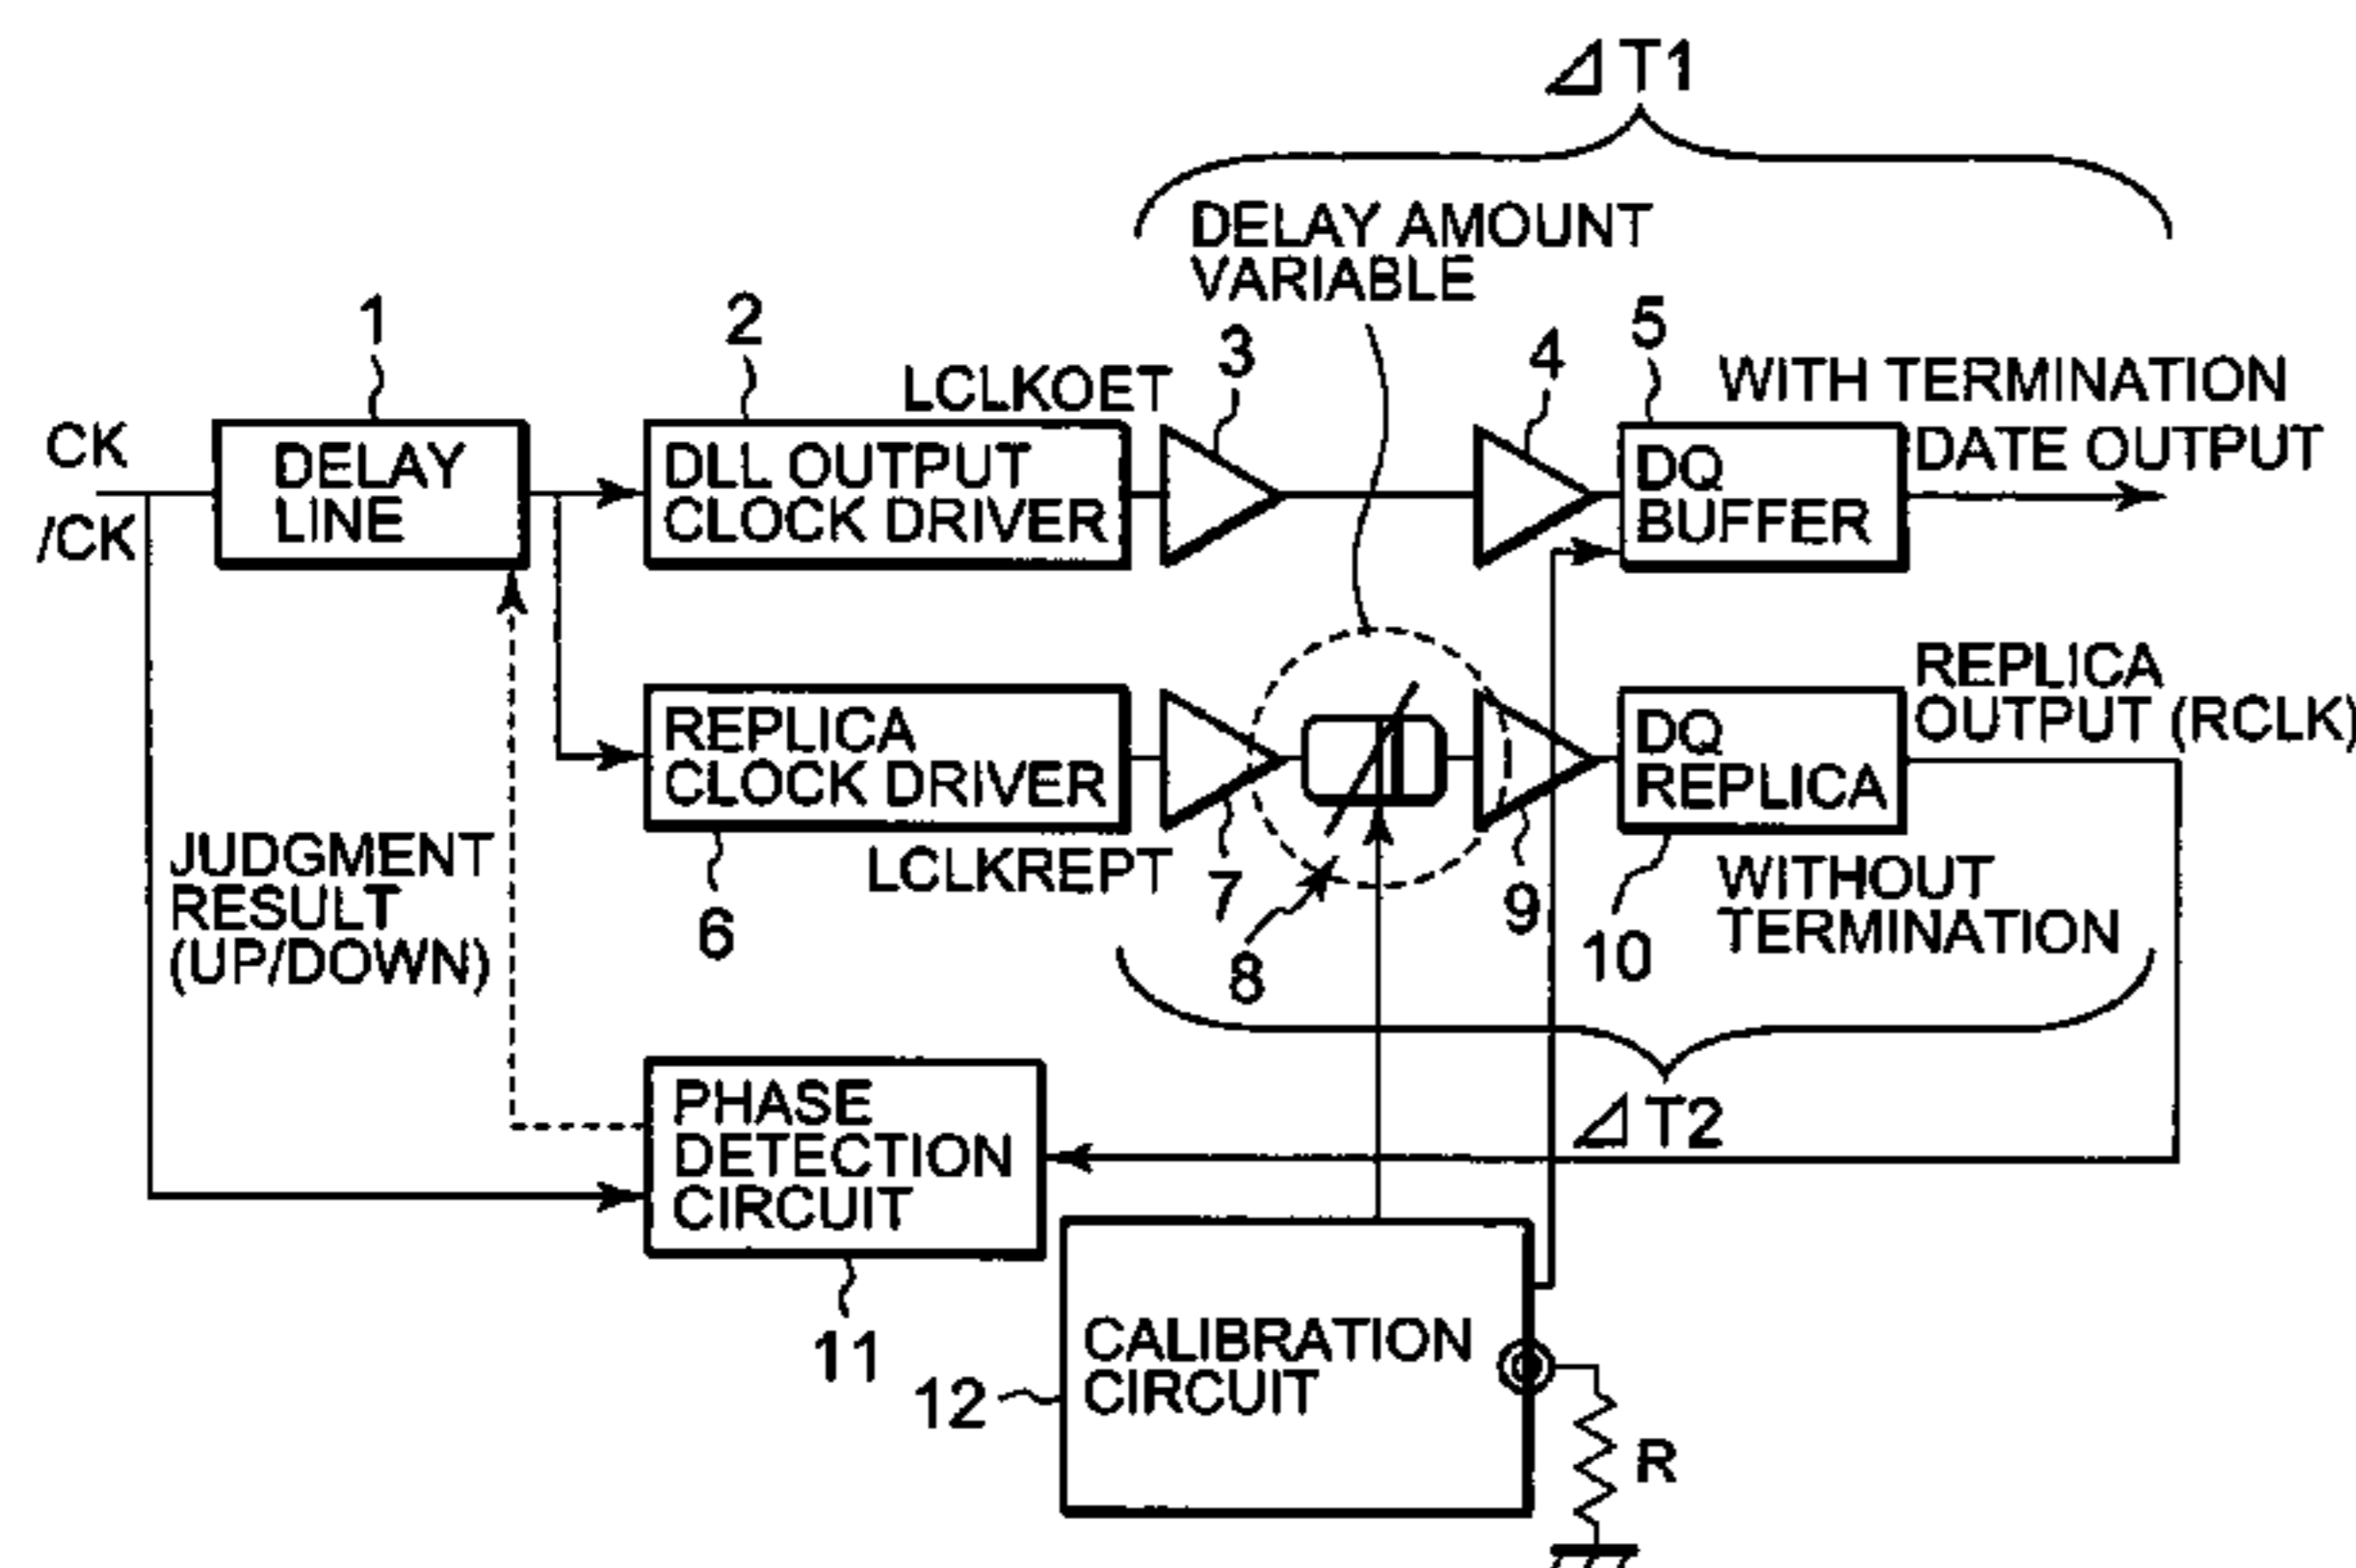 ⊿T1
DELAY AMOUNT
VARIABLE
1
2
3
4
5
LCLKOET
WITH TERMINATION
CK
/CK
DELAY
LINE
DLL OUTPUT
CLOCK DRIVER
DQ
BUFFER
DATE OUTPUT
REPLICA
CLOCK DRIVER
DQ
REPLICA
REPLICA
OUTPUT (RCLK)
JUDGMENT
RESULT
(UP/DOWN)
LCLKREPT
6
7
8
9
10
WITHOUT
TERMINATION
⊿T2
PHASE
DETECTION
CIRCUIT
11
12
CALIBRATION
CIRCUIT
R